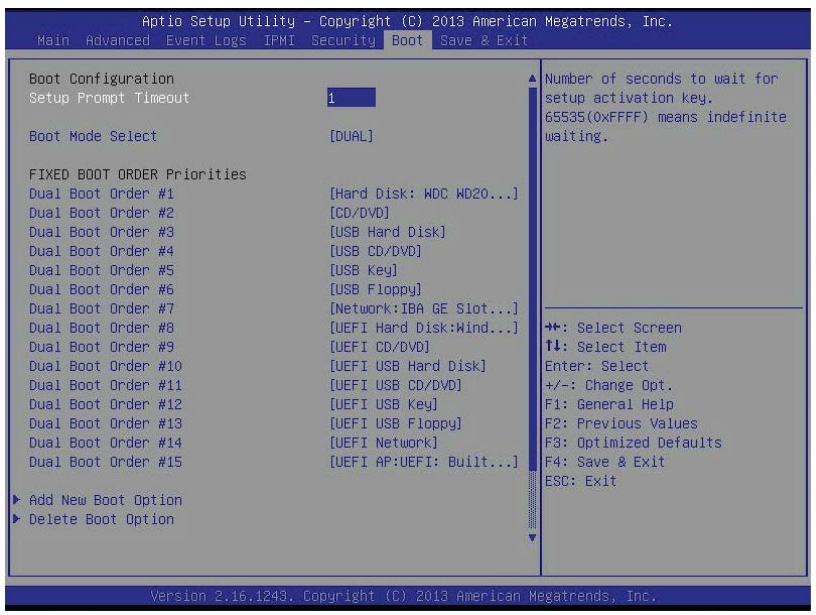 Aptio Setup Utility – Copyright (C) 2013 American Megatrends, Inc.
Main Advanced Event Logs IPMI Security Boot Save & Exit
Boot Configuration
Setup Prompt Timeout 1
Boot Mode Select [DUAL]
FIXED BOOT ORDER Priorities
Dual Boot Order #1 [Hard Disk: WDC WD20...]
Dual Boot Order #2 [CD/DVD]
Dual Boot Order #3 [USB Hard Disk]
Dual Boot Order #4 [USB CD/DVD]
Dual Boot Order #5 [USB Key]
Dual Boot Order #6 [USB Floppy]
Dual Boot Order #7 [Network:IBA GE Slot...]
Dual Boot Order #8 [UEFI Hard Disk:Wind...]
Dual Boot Order #9 [UEFI CD/DVD]
Dual Boot Order #10 [UEFI USB Hard Disk]
Dual Boot Order #11 [UEFI USB CD/DVD]
Dual Boot Order #12 [UEFI USB Key]
Dual Boot Order #13 [UEFI USB Floppy]
Dual Boot Order #14 [UEFI Network]
Dual Boot Order #15 [UEFI AP:UEFI: Built...]
Add New Boot Option
Delete Boot Option
Number of seconds to wait for
setup activation key.
65535(0xFFFF) means indefinite
waiting.
→←: Select Screen
↑↓: Select Item
Enter: Select
+/-: Change Opt.
F1: General Help
F2: Previous Values
F3: Optimized Defaults
F4: Save & Exit
ESC: Exit
Version 2.16.1243. Copyright (C) 2013 American Megatrends, Inc.